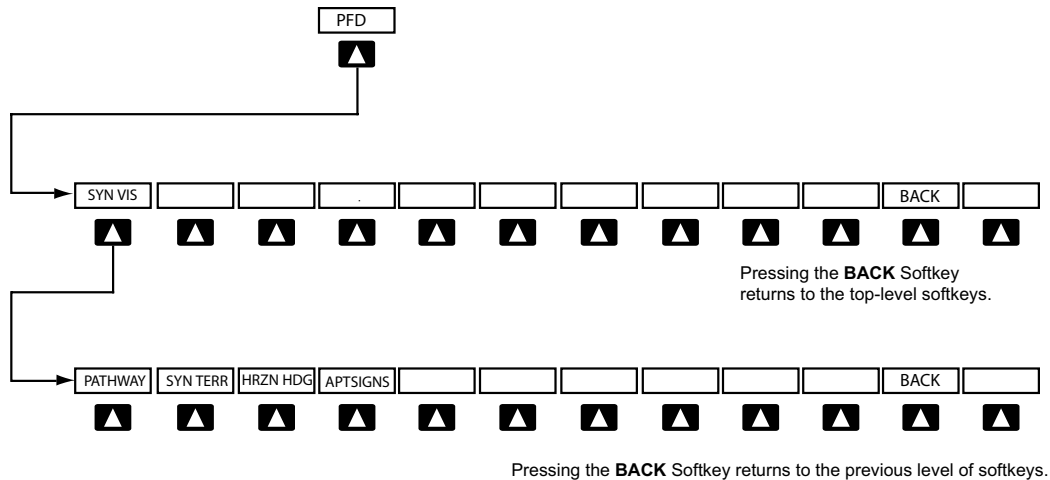 PFD
SYN VIS
.
BACK
Pressing the BACK Softkey
returns to the top-level softkeys.
PATHWAY SYN TERR HRZN HDG APTSIGNS BACK
Pressing the BACK Softkey returns to the previous level of softkeys.